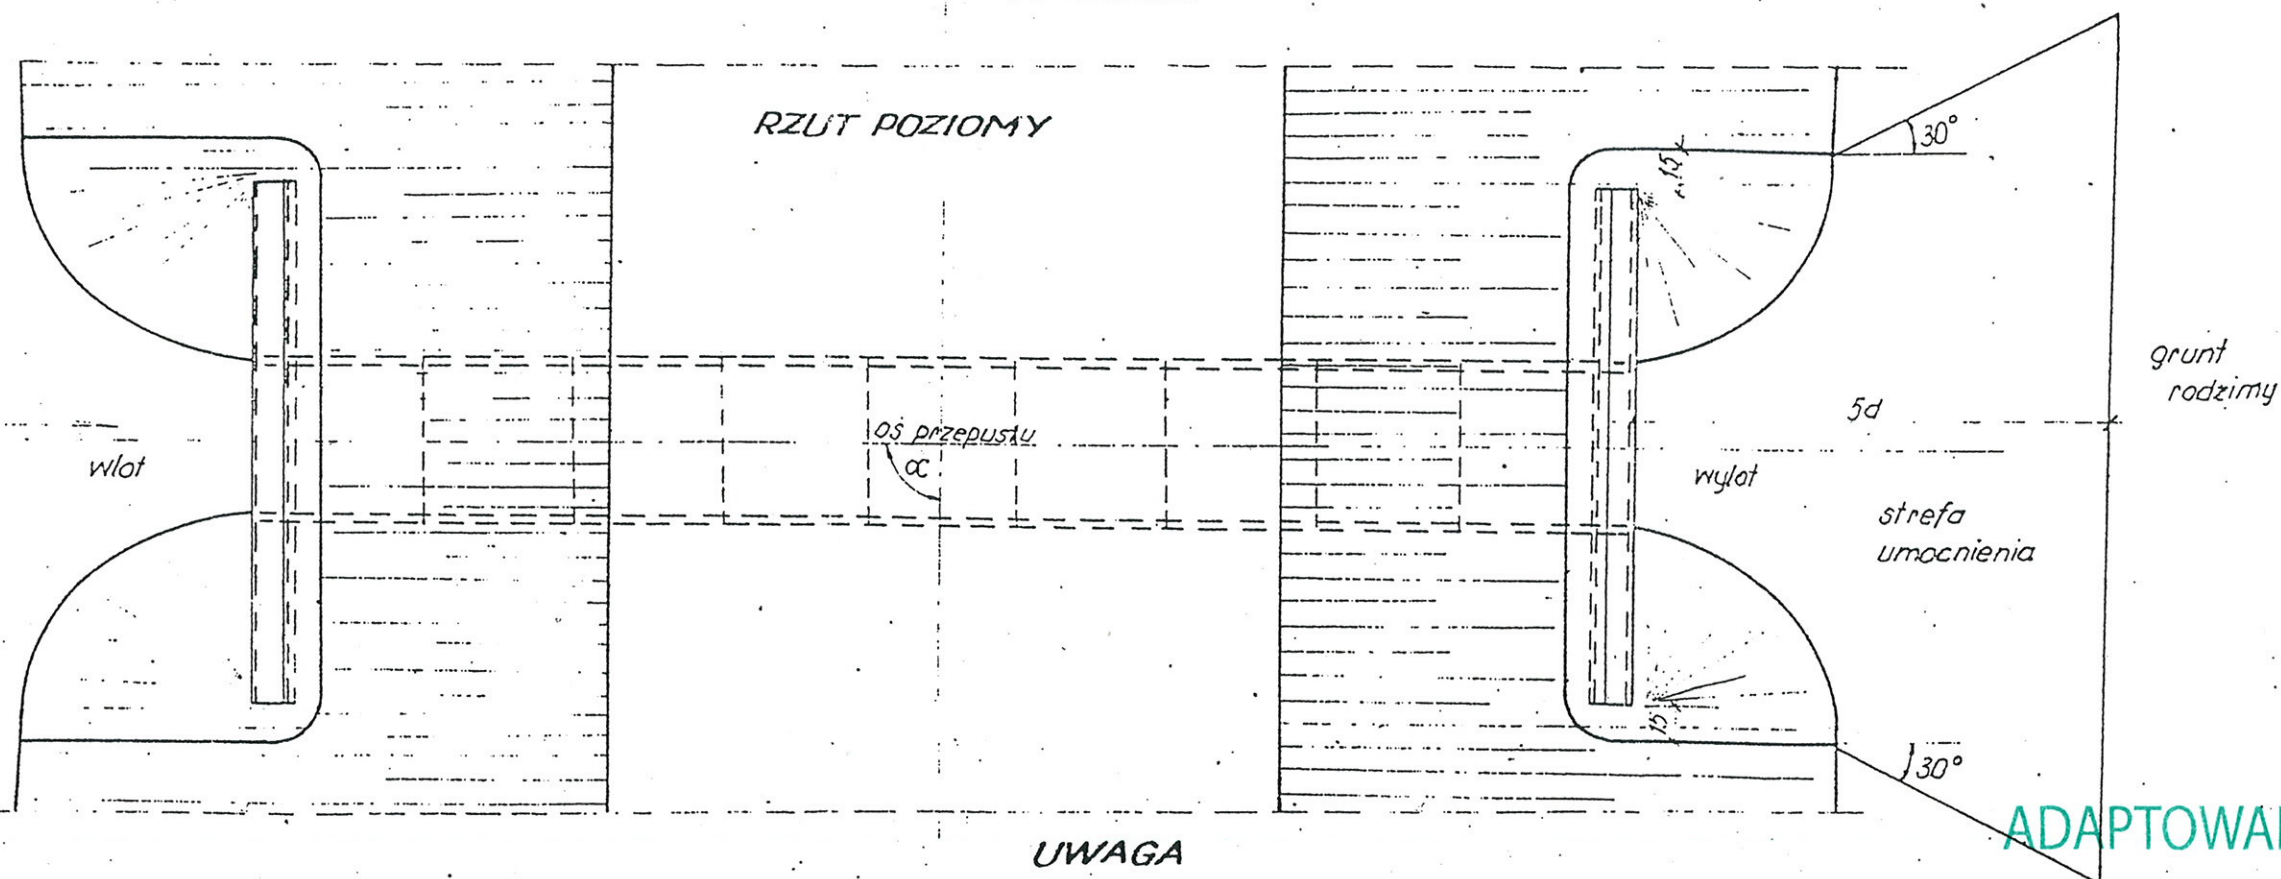 RZUT POZIOMY
30°
15
grunt
rodzimy
5d
oś przepustu
α
wlot
wylot
strefa
umocnienia
15
30°
ADAPTOWA
UWAGA